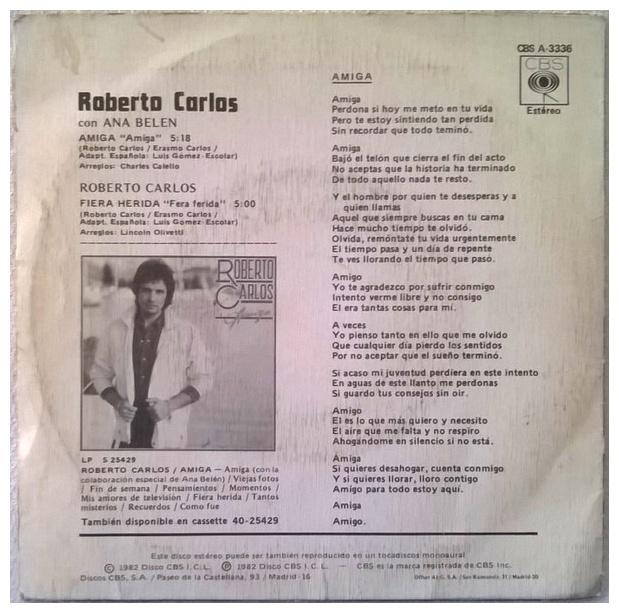 CBS A-3336
CBS
Estéreo
Roberto Carlos
con ANA BELEN
AMIGA "Amiga" 5:18
(Roberto Carlos / Erasmo Carlos /
Adapt. Española: Luis Gómez-Escolar)
Arreglos: Charles Calello
ROBERTO CARLOS
FIERA HERIDA "Fera ferida" 5:00
(Roberto Carlos / Erasmo Carlos /
Adapt. Española: Luis Gómez-Escolar)
Arreglos: Lincoln Olivetti
ROBERTO
CARLOS
Amiga
LP S 25429
ROBERTO CARLOS / AMIGA — Amiga (con la
colaboración especial de Ana Belén) / Viejas fotos
/ Fin de semana / Pensamientos / Momentos /
Mis amores de televisión / Fiera herida / Tantos
misterios / Recuerdos / Como fue
También disponible en cassette 40-25429
AMIGA
Amiga
Perdona si hoy me meto en tu vida
Pero te estoy sintiendo tan perdida
Sin recordar que todo teminó.
Amiga
Bajó el telón que cierra el fin del acto
No aceptas que la historia ha terminado
De todo aquello nada te resto.
Y el hombre por quien te desesperas y a
quien llamas
Aquel que siempre buscas en tu cama
Hace mucho tiempo te olvidó.
Olvida, remóntate tu vida urgentemente
El tiempo pasa y un día de repente
Te ves llorando el tiempo que pasó.
Amigo
Yo te agradezco por sufrir conmigo
Intento verme libre y no consigo
El era tantas cosas para mí.
A veces
Yo pienso tanto en ello que me olvido
Que cualquier día pierdo los sentidos
Por no aceptar que el sueño terminó.
Si acaso mi juventud perdiera en este intento
En aguas de este llanto me perdonas
Si guardo tus consejos sin oir.
Amigo
El es lo que más quiero y necesito
El aire que me falta y no respiro
Ahogándome en silencio si no está.
Amiga
Si quieres desahogar, cuenta conmigo
Y si quieres llorar, lloro contigo
Amigo para todo estoy aquí.
Amiga
Amigo.
Este disco estéreo puede ser también reproducido en un tocadiscos monoaural
© 1982 Disco CBS I.C.L. ℗ 1982 Disco CBS I.C.L. — CBS es la marca registrada de CBS Inc.
Discos CBS, S.A. / Paseo de la Castellana, 93 / Madrid-16
Offset A.G. S.A. / San Raimundo, 31 / Madrid-20